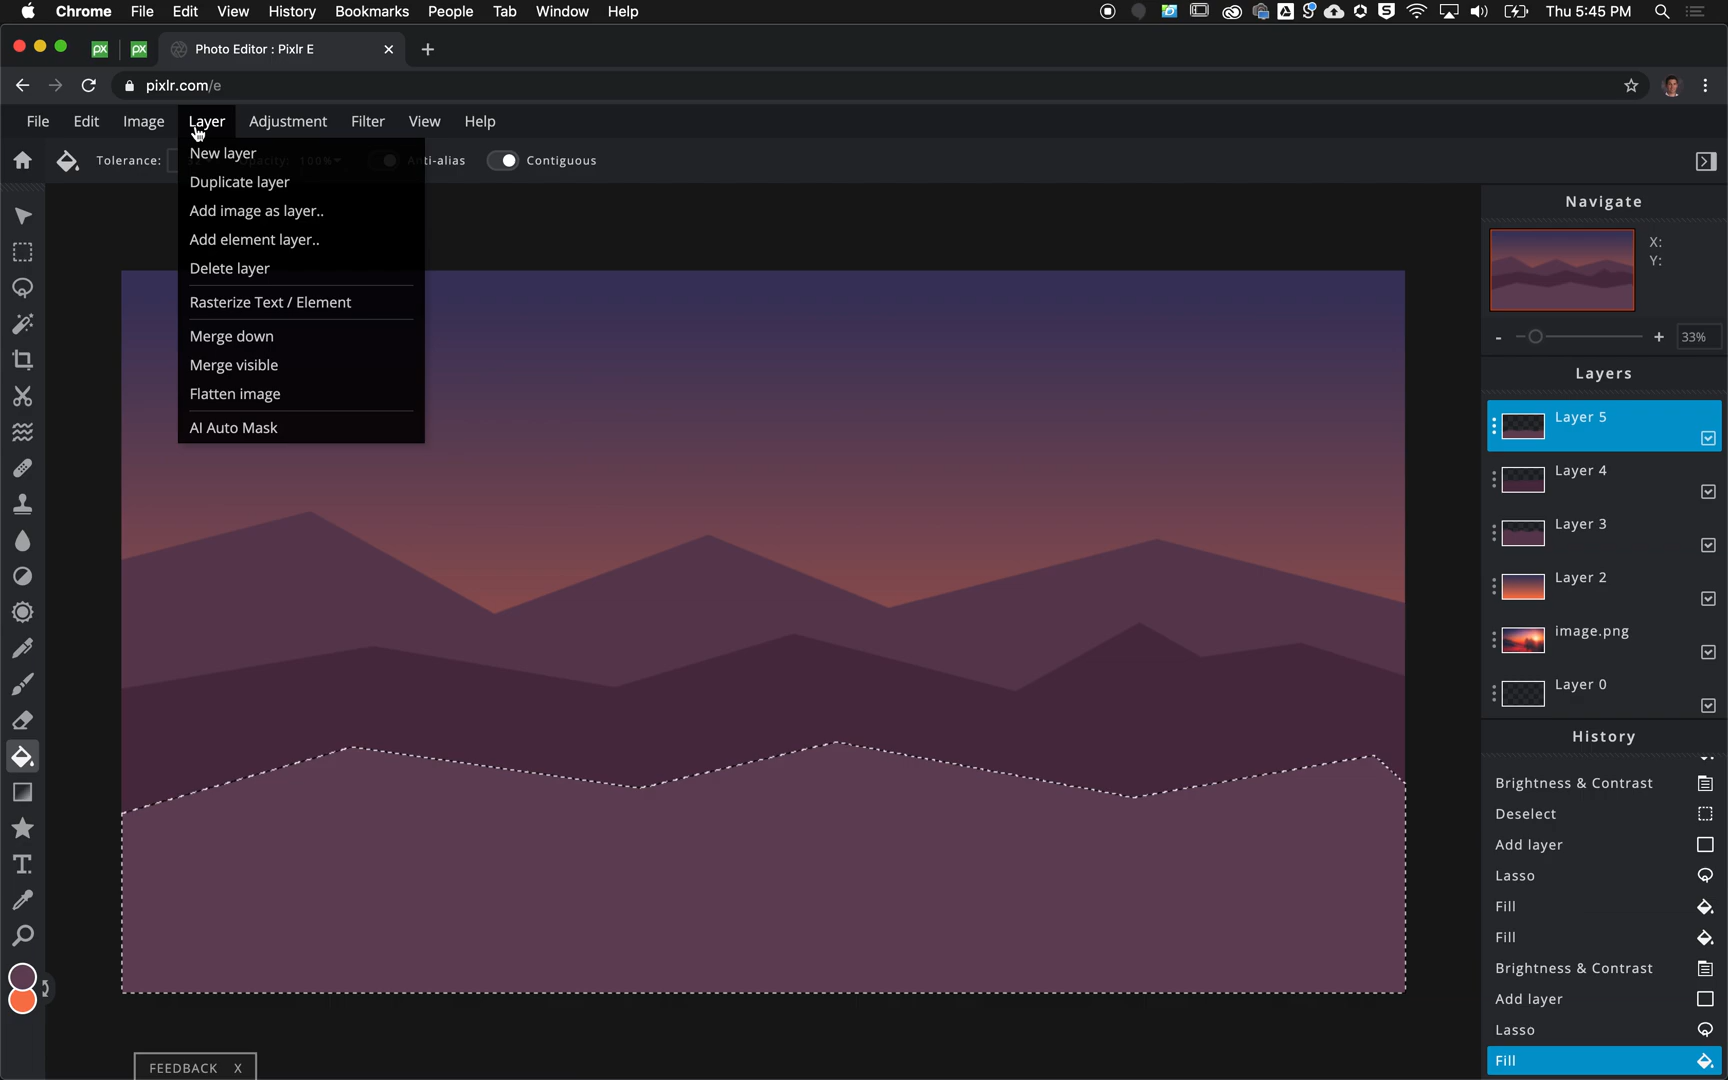 Chrome File Edit View History Bookmarks People Tab Window Help Thu 5:45 PM
px px Photo Editor : Pixlr E
pixlr.com/e
File Edit Image Layer Adjustment Filter View Help
Tolerance: Opacity: 100% Anti-alias Contiguous
New layer
Duplicate layer
Add image as layer..
Add element layer..
Delete layer
Rasterize Text / Element
Merge down
Merge visible
Flatten image
AI Auto Mask
Navigate
X:
Y:
- + 33%
Layers
Layer 5
Layer 4
Layer 3
Layer 2
image.png
Layer 0
History
Brightness & Contrast
Deselect
Add layer
Lasso
Fill
Fill
Brightness & Contrast
Add layer
Lasso
Fill
FEEDBACK X